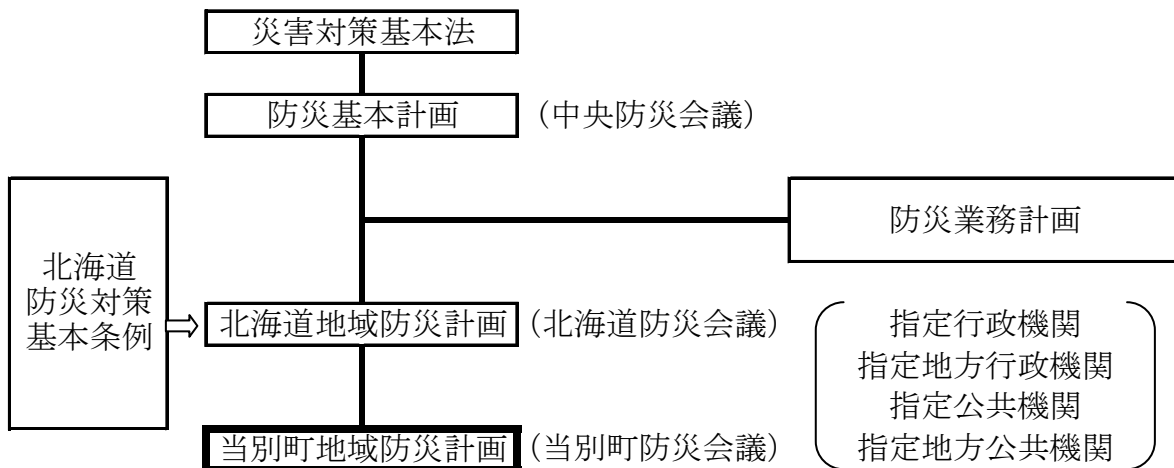 災害対策基本法
防災基本計画 (中央防災会議)
防災業務計画
北海道
防災対策
基本条例
北海道地域防災計画 (北海道防災会議)
指定行政機関
指定地方行政機関
指定公共機関
指定地方公共機関
当別町地域防災計画 (当別町防災会議)